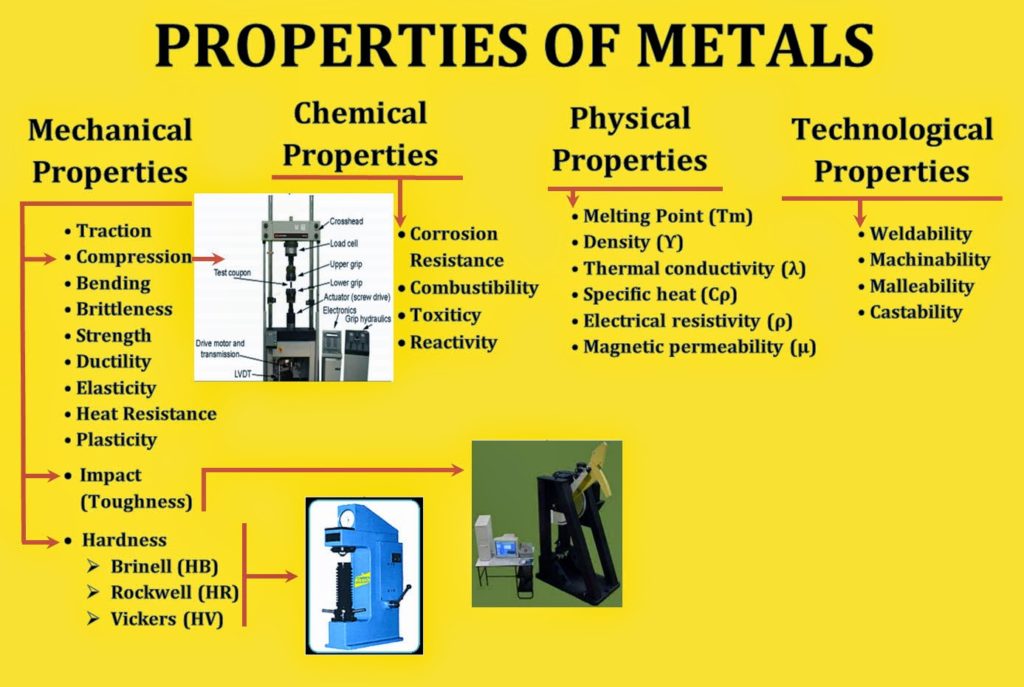 PROPERTIES OF METALS
Mechanical
Properties
• Traction
• Compression
• Bending
• Brittleness
• Strength
• Ductility
• Elasticity
• Heat Resistance
• Plasticity
• Impact
(Toughness)
• Hardness
➢ Brinell (HB)
➢ Rockwell (HR)
➢ Vickers (HV)
Crosshead
Load cell
Upper grip
Test coupon
Lower grip
Actuator (screw drive)
Electronics
Grip hydraulics
Drive motor and
transmission
LVDT
Chemical
Properties
• Corrosion
Resistance
• Combustibility
• Toxiticy
• Reactivity
Physical
Properties
• Melting Point (Tm)
• Density (ϒ)
• Thermal conductivity (λ)
• Specific heat (Cρ)
• Electrical resistivity (ρ)
• Magnetic permeability (µ)
Technological
Properties
• Weldability
• Machinability
• Malleability
• Castability